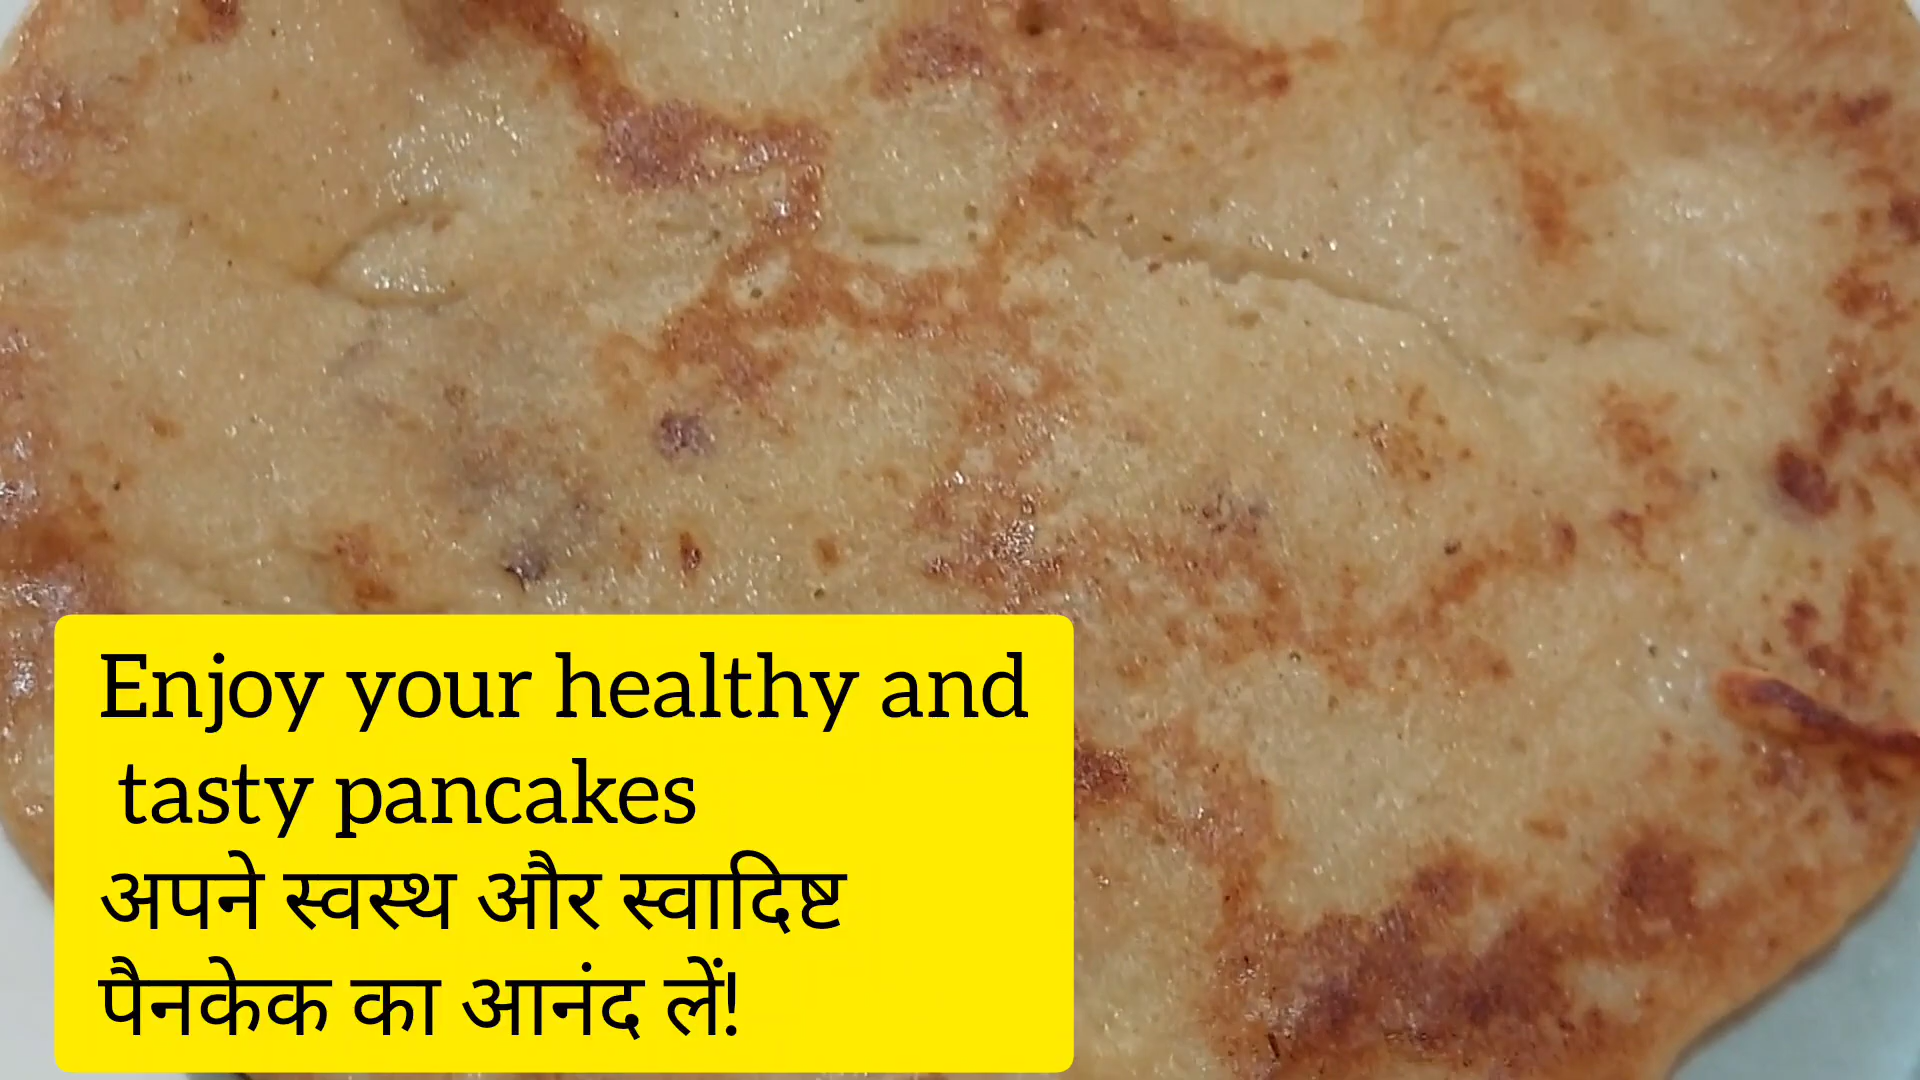 Enjoy your healthy and
tasty pancakes
अपने स्वस्थ और स्वादिष्ट
पैनकेक का आनंद लें!